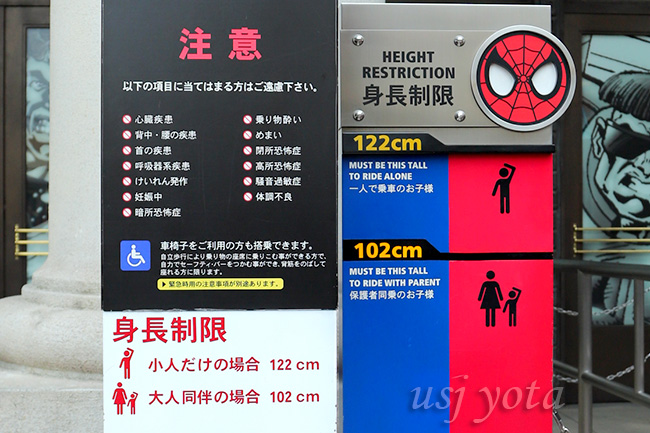 注意
以下の項目に当てはまる方はご遠慮下さい。
心臓疾患
背中・腰の疾患
首の疾患
呼吸器系疾患
けいれん発作
妊娠中
暗所恐怖症
乗り物酔い
めまい
閉所恐怖症
高所恐怖症
騒音過敏症
体調不良
車椅子をご利用の方も搭乗できます。
自立歩行により乗り物の座席に乗りこむ事ができる方で、
自力でセーフティ・バーをつかむ事ができ、背筋をのばして
座れる方に限ります。
▶緊急時用の注意事項が別途あります。
身長制限
小人だけの場合 122 cm
大人同伴の場合 102 cm
HEIGHT
RESTRICTION
身長制限
122cm
MUST BE THIS TALL
TO RIDE ALONE
一人で乗車のお子様
102cm
MUST BE THIS TALL
TO RIDE WITH PARENT
保護者同乗のお子様
usj yota